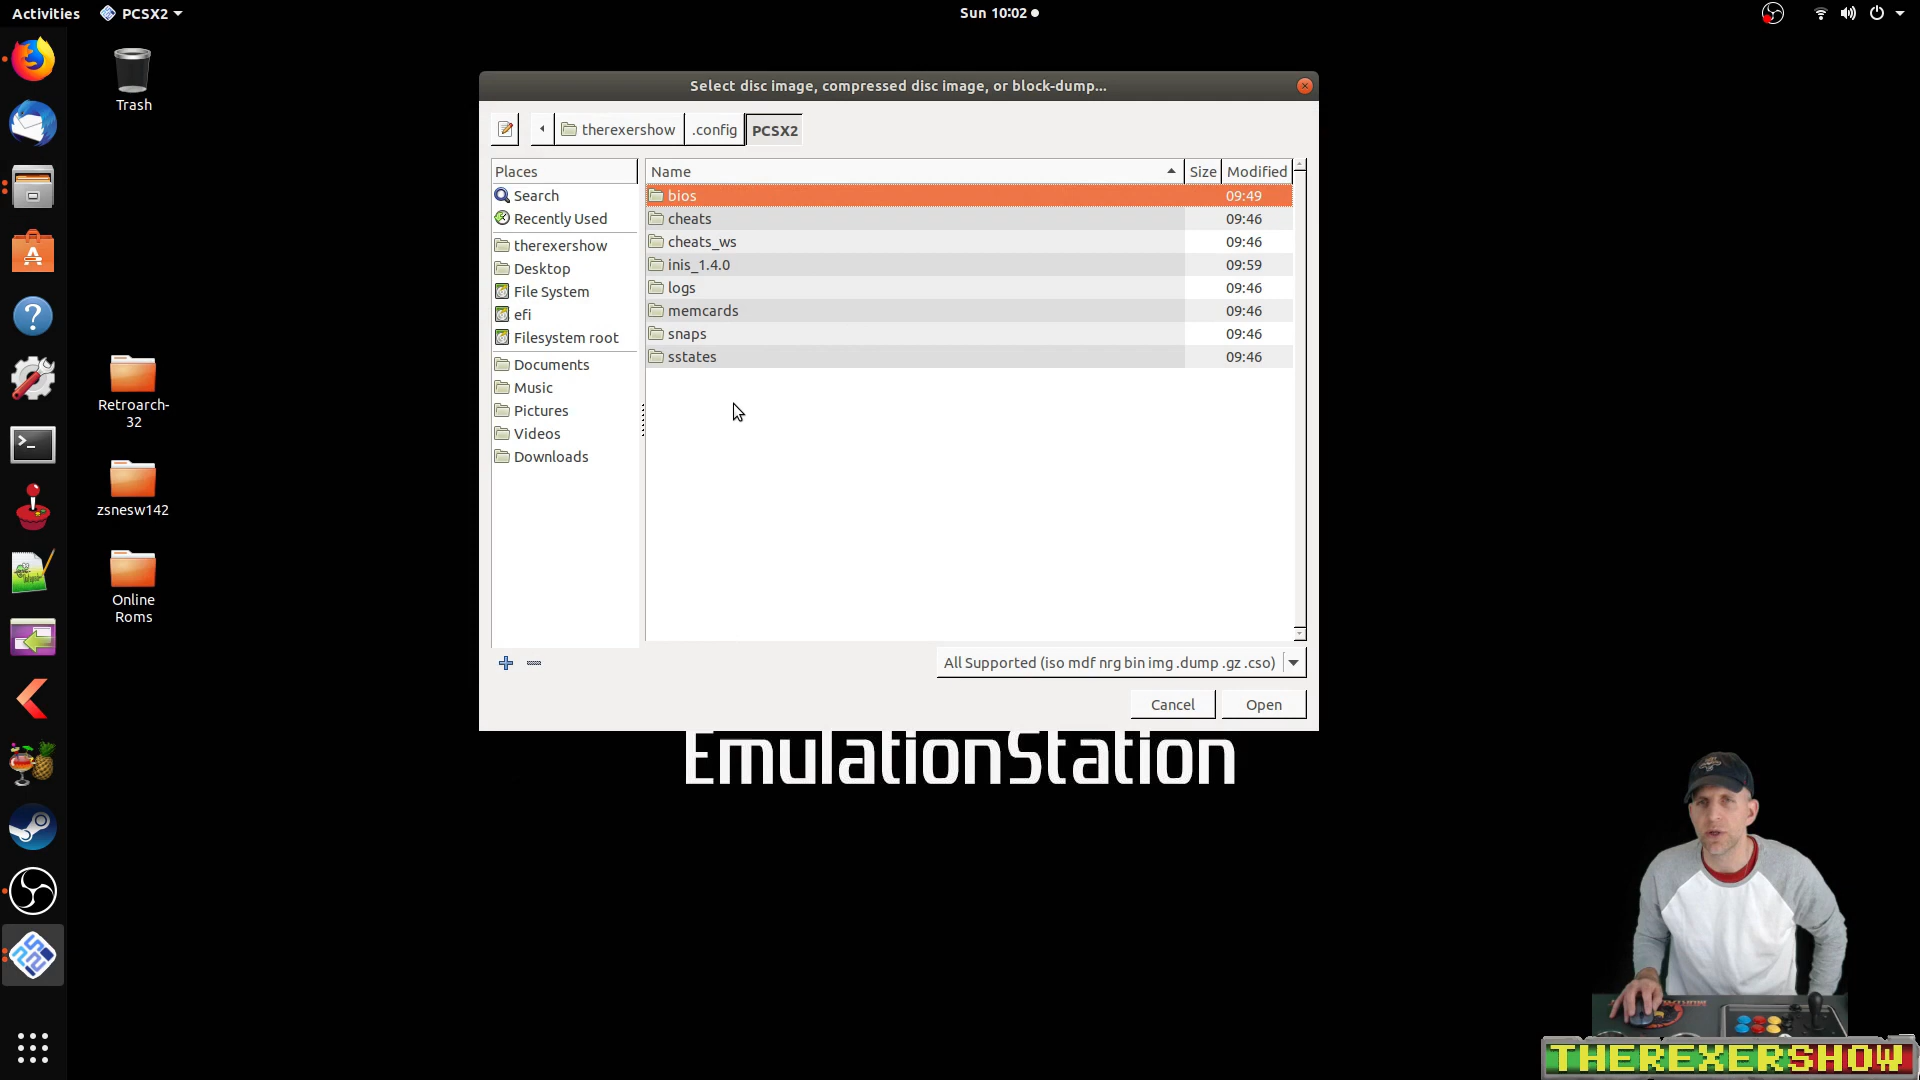 Activities
PCSX2
Sun 10:02
Trash
Retroarch-
32
zsnesw142
Online
Roms
Select disc image, compressed disc image, or block-dump...
therexershow
.config
PCSX2
Places
Search
Recently Used
therexershow
Desktop
File System
efi
Filesystem root
Documents
Music
Pictures
Videos
Downloads
Name Size Modified
bios 09:49
cheats 09:46
cheats_ws 09:46
inis_1.4.0 09:59
logs 09:46
memcards 09:46
snaps 09:46
sstates 09:46
All Supported (iso mdf nrg bin img .dump .gz .cso)
Cancel
Open
EmulationStation
THEREXERSHOW